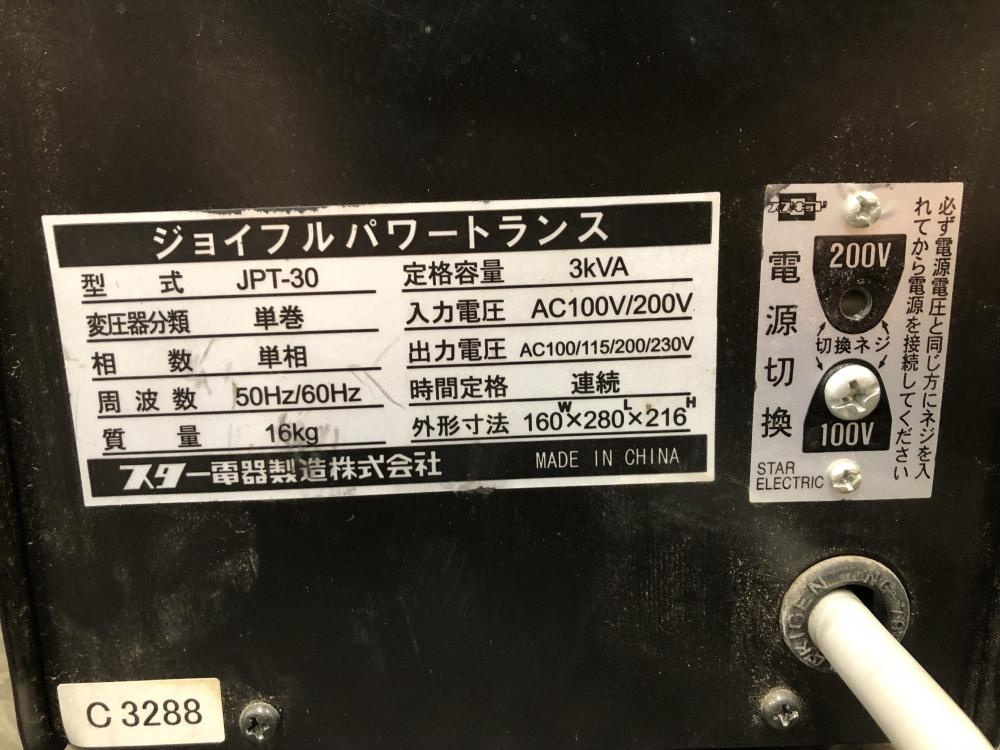 ジョイフルパワートランス
型式 JPT-30
変圧器分類 単巻
相数 単相
周波数 50Hz/60Hz
質量 16kg
定格容量 3kVA
入力電圧 AC100V/200V
出力電圧 AC100/115/200/230V
時間定格 連続
外形寸法 160W×280L×216H
スター電器製造株式会社 MADE IN CHINA
電源切換
200V
切換ネジ
100V
必ず電源電圧と同じ方にネジを入
れてから電源を接続してください
STAR
ELECTRIC
C 3288